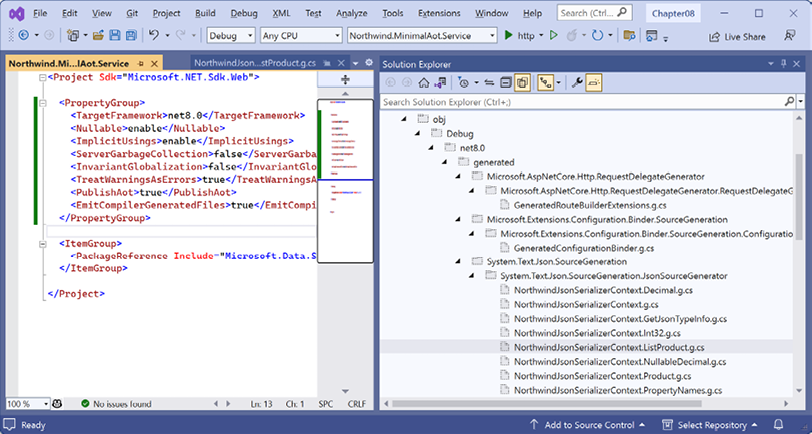 File Edit View Git Project Build Debug XML Test Analyze Tools Extensions Window Help Search (Ctrl... Chapter08
Debug Any CPU Northwind.MinimalAot.Service http Live Share
Northwind.Mi...lAot.Service NorthwindJson...stProduct.g.cs
<Project Sdk="Microsoft.NET.Sdk.Web">
<PropertyGroup>
<TargetFramework>net8.0</TargetFramework>
<Nullable>enable</Nullable>
<ImplicitUsings>enable</ImplicitUsings>
<ServerGarbageCollection>false</ServerGarba
<InvariantGlobalization>false</InvariantGlo
<TreatWarningsAsErrors>true</TreatWarningsA
<PublishAot>true</PublishAot>
<EmitCompilerGeneratedFiles>true</EmitCompi
</PropertyGroup>
<ItemGroup>
<PackageReference Include="Microsoft.Data.S
</ItemGroup>
</Project>
100 % No issues found Ln: 13 Ch: 1 SPC CRLF
Solution Explorer
Search Solution Explorer (Ctrl+;)
obj
Debug
net8.0
generated
Microsoft.AspNetCore.Http.RequestDelegateGenerator
Microsoft.AspNetCore.Http.RequestDelegateGenerator.RequestDelegateG
GeneratedRouteBuilderExtensions.g.cs
Microsoft.Extensions.Configuration.Binder.SourceGeneration
Microsoft.Extensions.Configuration.Binder.SourceGeneration.Configuration
GeneratedConfigurationBinder.g.cs
System.Text.Json.SourceGeneration
System.Text.Json.SourceGeneration.JsonSourceGenerator
NorthwindJsonSerializerContext.Decimal.g.cs
NorthwindJsonSerializerContext.g.cs
NorthwindJsonSerializerContext.GetJsonTypeInfo.g.cs
NorthwindJsonSerializerContext.Int32.g.cs
NorthwindJsonSerializerContext.ListProduct.g.cs
NorthwindJsonSerializerContext.NullableDecimal.g.cs
NorthwindJsonSerializerContext.Product.g.cs
NorthwindJsonSerializerContext.PropertyNames.g.cs
Ready Add to Source Control Select Repository